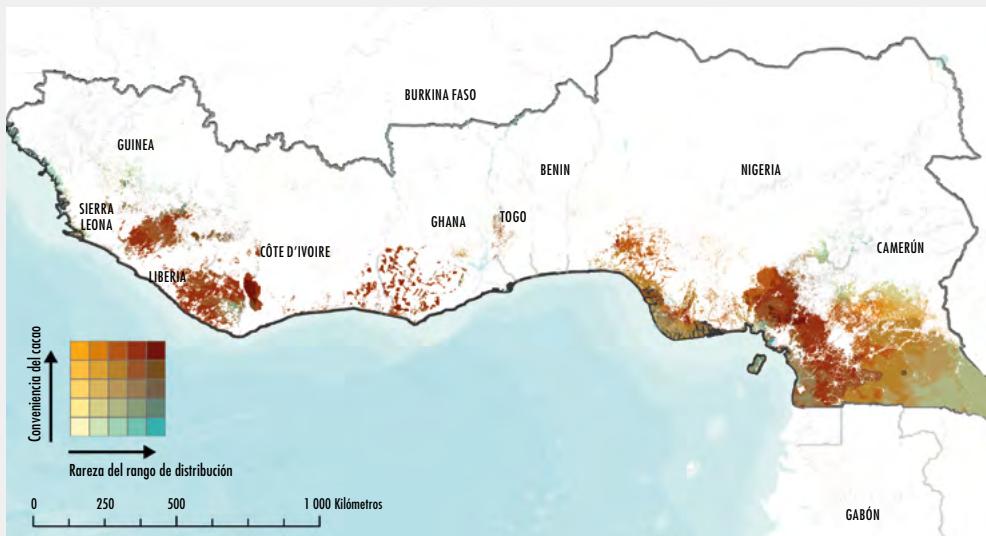 BURKINA FASO
GUINEA
BENIN
NIGERIA
SIERRA
LEONA
GHANA
TOGO
CÔTE D'IVOIRE
CAMERÚN
LIBERIA
Conveniencia del cacao
Rareza del rango de distribución
0 250 500 1 000 Kilómetros
GABÓN